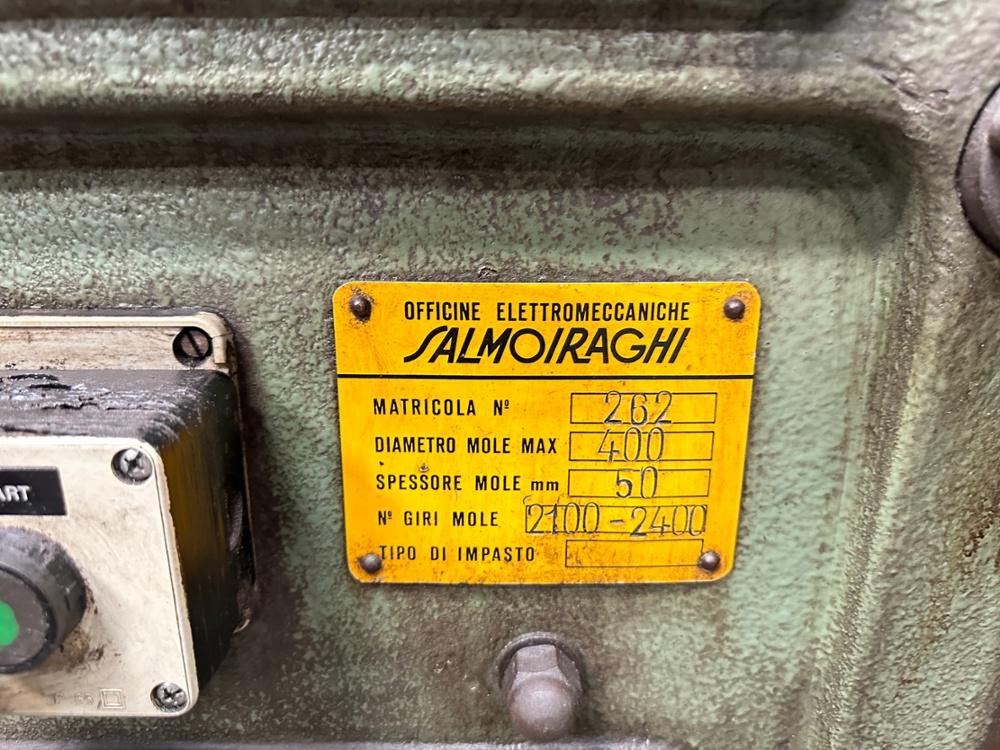 OFFICINE ELETTROMECCANICHE
SALMOIRAGHI
MATRICOLA Nº 262
DIAMETRO MOLE MAX 400
SPESSORE MOLE mm 50
Nº GIRI MOLE 2100-2400
TIPO DI IMPASTO
ART